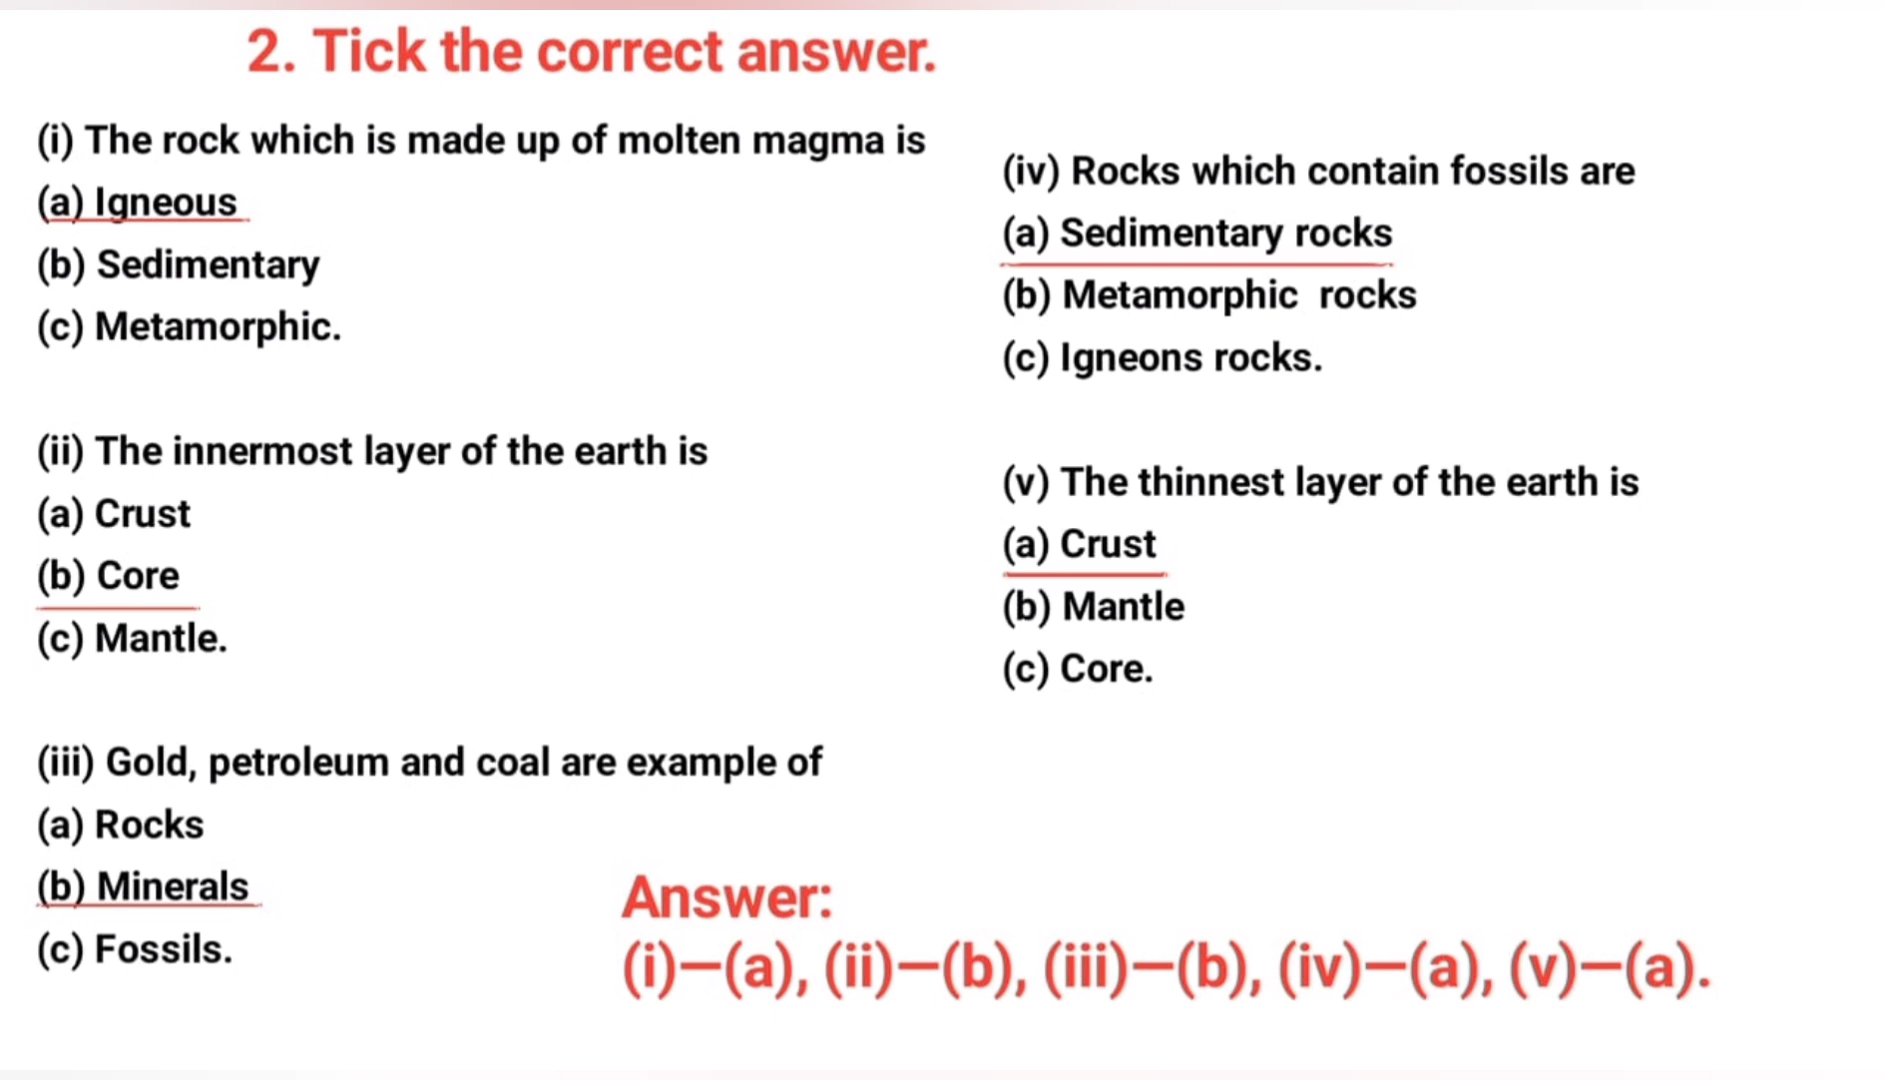 2. Tick the correct answer.
(i) The rock which is made up of molten magma is
(a) Igneous
(b) Sedimentary
(c) Metamorphic.
(ii) The innermost layer of the earth is
(a) Crust
(b) Core
(c) Mantle.
(iii) Gold, petroleum and coal are example of
(a) Rocks
(b) Minerals
(c) Fossils.
(iv) Rocks which contain fossils are
(a) Sedimentary rocks
(b) Metamorphic rocks
(c) Igneons rocks.
(v) The thinnest layer of the earth is
(a) Crust
(b) Mantle
(c) Core.
Answer:
(i)—(a), (ii)—(b), (iii)—(b), (iv)—(a), (v)—(a).